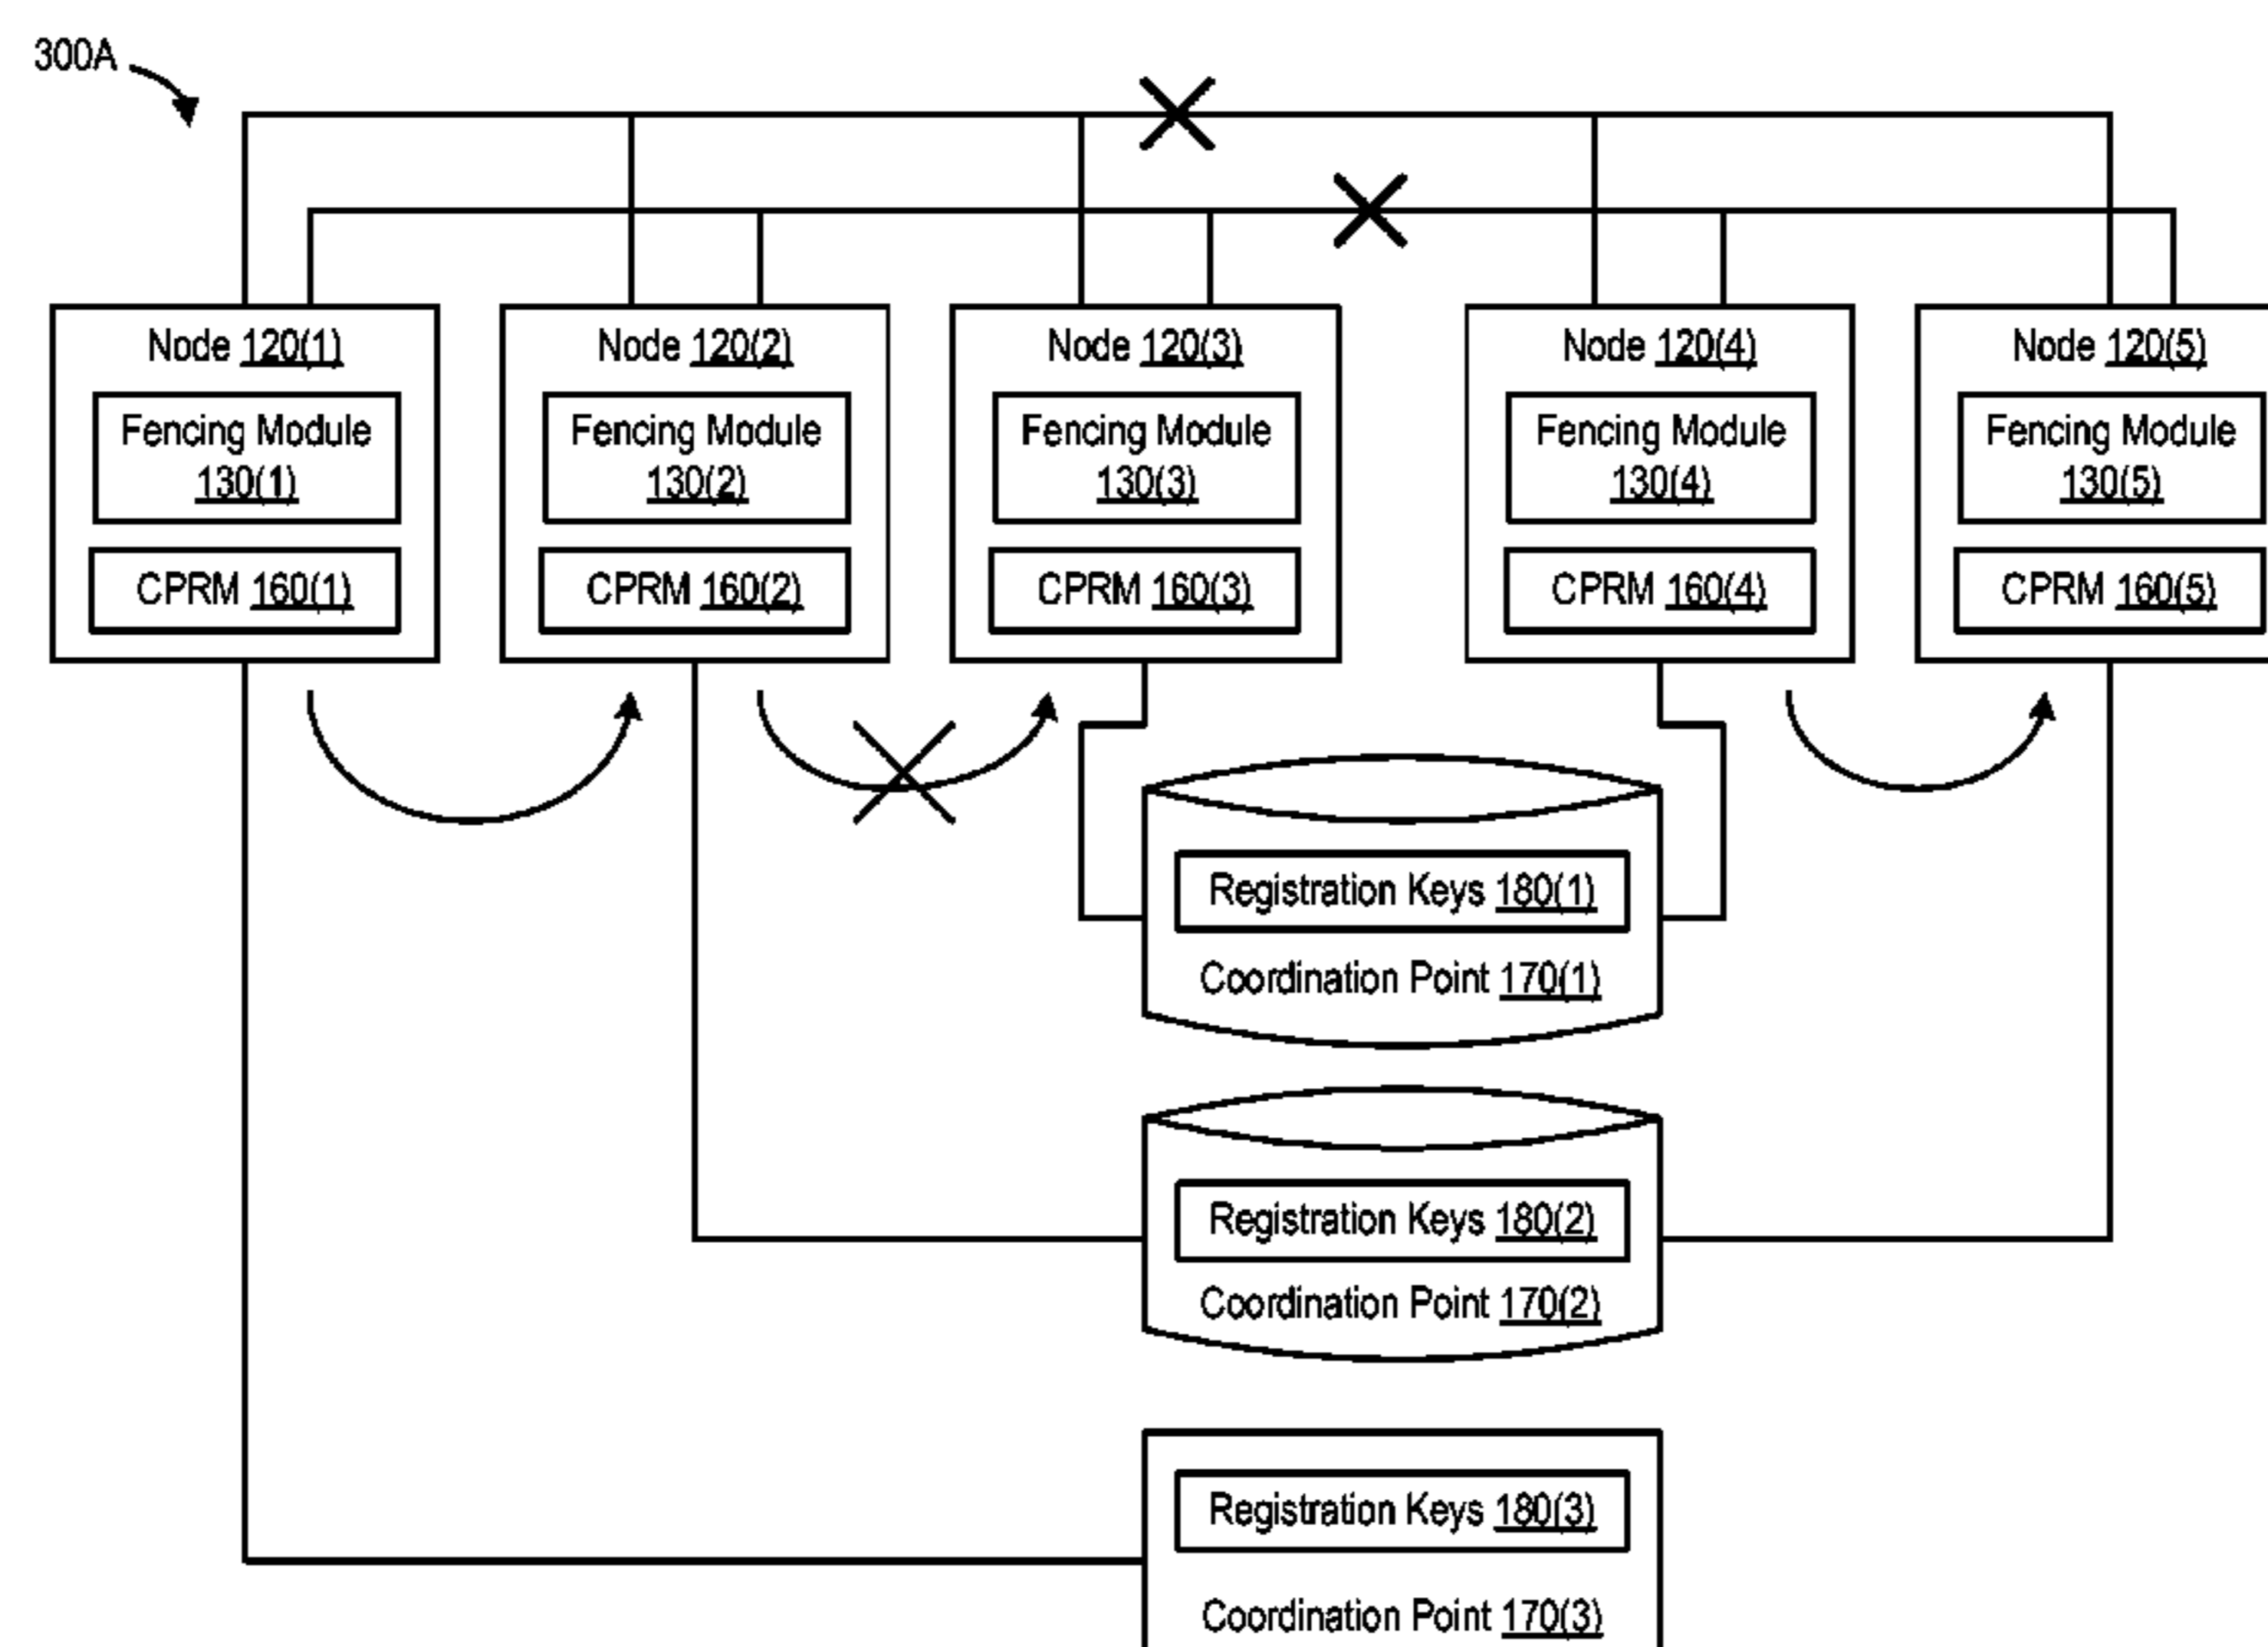 300A
Node 120(1)
Fencing Module
130(1)
CPRM 160(1)
Node 120(2)
Fencing Module
130(2)
CPRM 160(2)
Node 120(3)
Fencing Module
130(3)
CPRM 160(3)
Node 120(4)
Fencing Module
130(4)
CPRM 160(4)
Node 120(5)
Fencing Module
130(5)
CPRM 160(5)
Registration Keys 180(1)
Coordination Point 170(1)
Registration Keys 180(2)
Coordination Point 170(2)
Registration Keys 180(3)
Coordination Point 170(3)